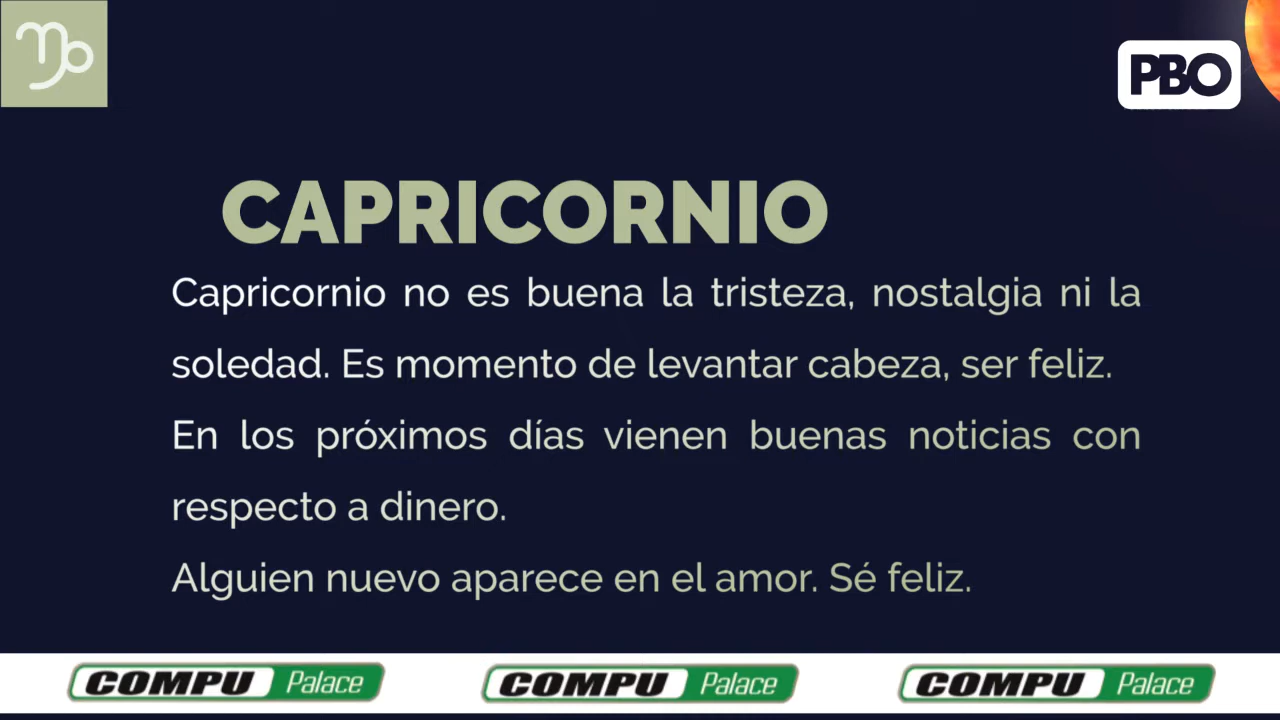 PBO
CAPRICORNIO
Capricornio no es buena la tristeza, nostalgia ni la
soledad. Es momento de levantar cabeza, ser feliz.
En los próximos días vienen buenas noticias con
respecto a dinero.
Alguien nuevo aparece en el amor. Sé feliz.
COMPU Palace COMPU Palace COMPU Palace